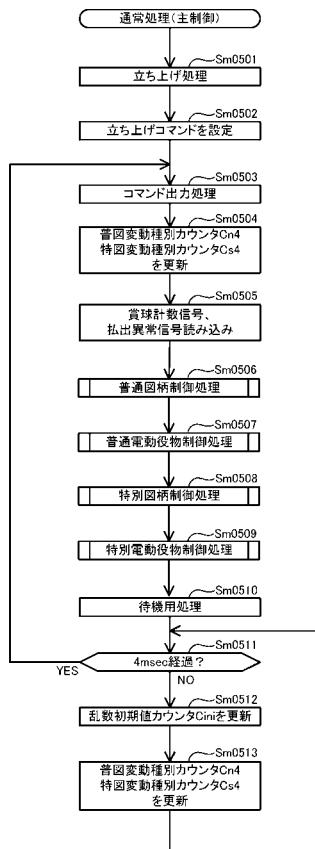 通常処理(主制御)
Sm0501
立ち上げ処理
Sm0502
立ち上げコマンドを設定
Sm0503
コマンド出力処理
Sm0504
普図変動種別カウンタCn4
特図変動種別カウンタCs4
を更新
Sm0505
賞球計数信号、
払出異常信号読み込み
Sm0506
普通図柄制御処理
Sm0507
普通電動役物制御処理
Sm0508
特別図柄制御処理
Sm0509
特別電動役物制御処理
Sm0510
待機用処理
Sm0511
4msec経過?
YES
NO
Sm0512
乱数初期値カウンタCiniを更新
Sm0513
普図変動種別カウンタCn4
特図変動種別カウンタCs4
を更新